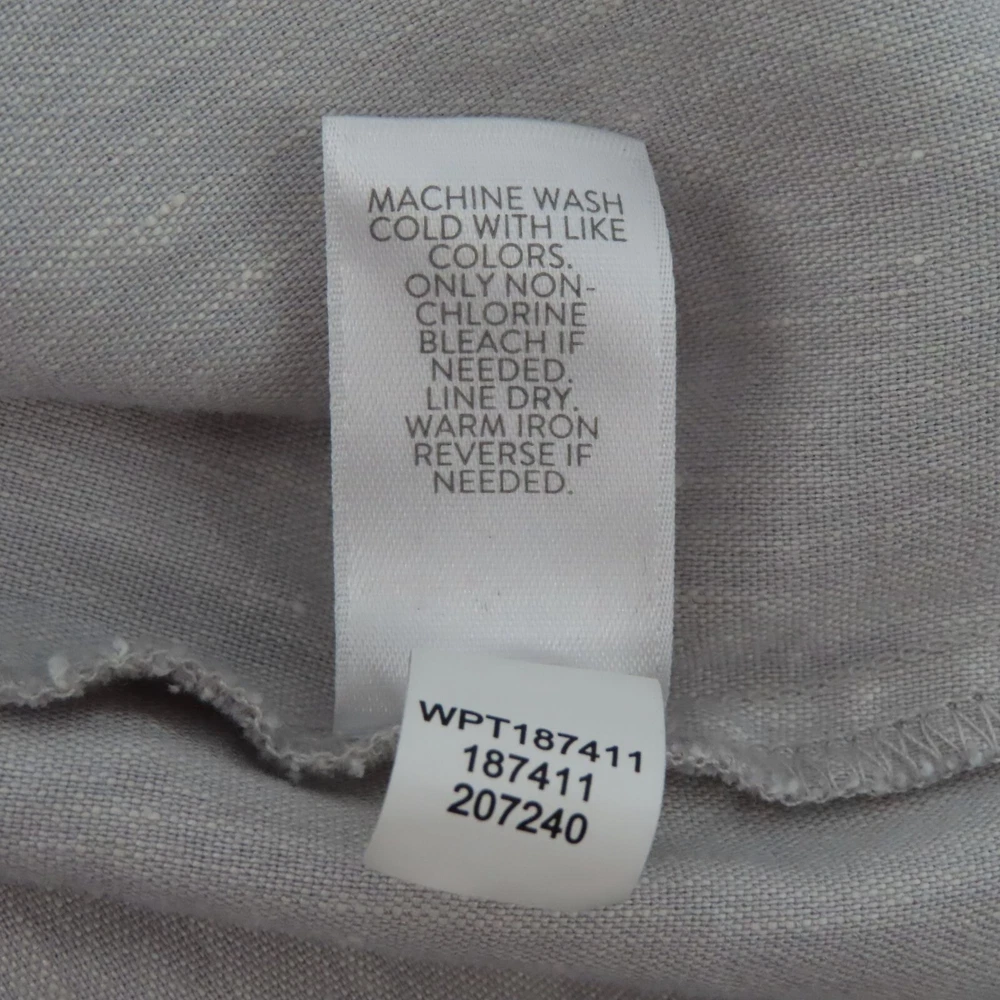 MACHINE WASH
COLD WITH LIKE
COLORS.
ONLY NON-
CHLORINE
BLEACH IF
NEEDED.
LINE DRY.
WARM IRON
REVERSE IF
NEEDED.
WPT187411
187411
207240